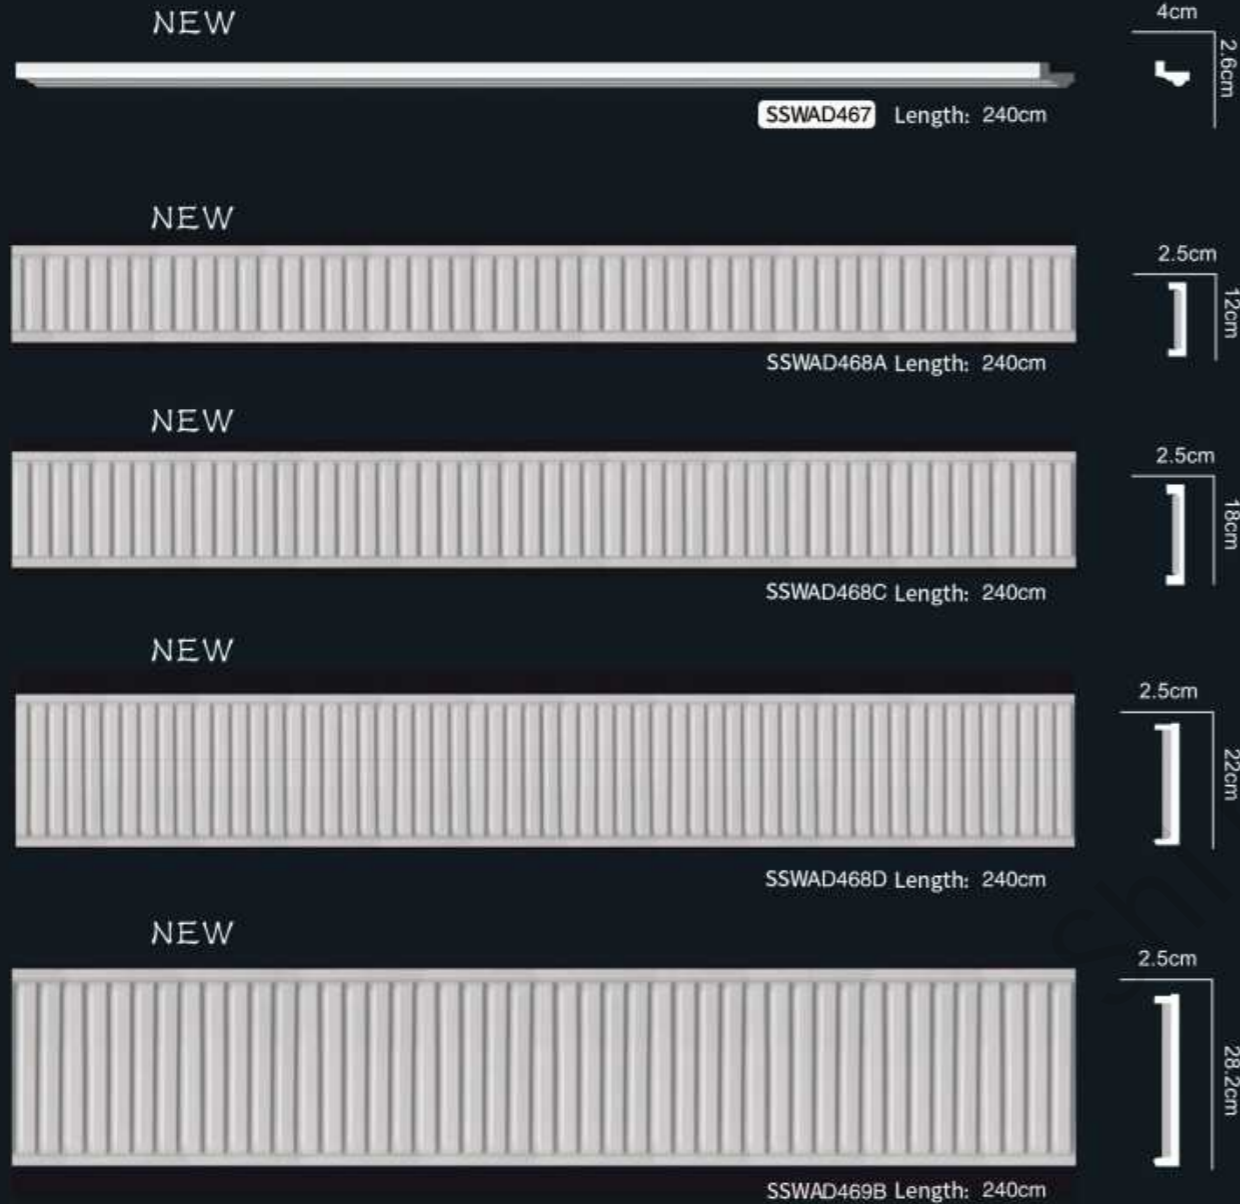 NEW
4cm
2.6cm
SSWAD467 Length: 240cm
NEW
2.5cm
12cm
SSWAD468A Length: 240cm
NEW
2.5cm
18cm
SSWAD468C Length: 240cm
NEW
2.5cm
22cm
SSWAD468D Length: 240cm
NEW
2.5cm
28.2cm
SSWAD469B Length: 240cm